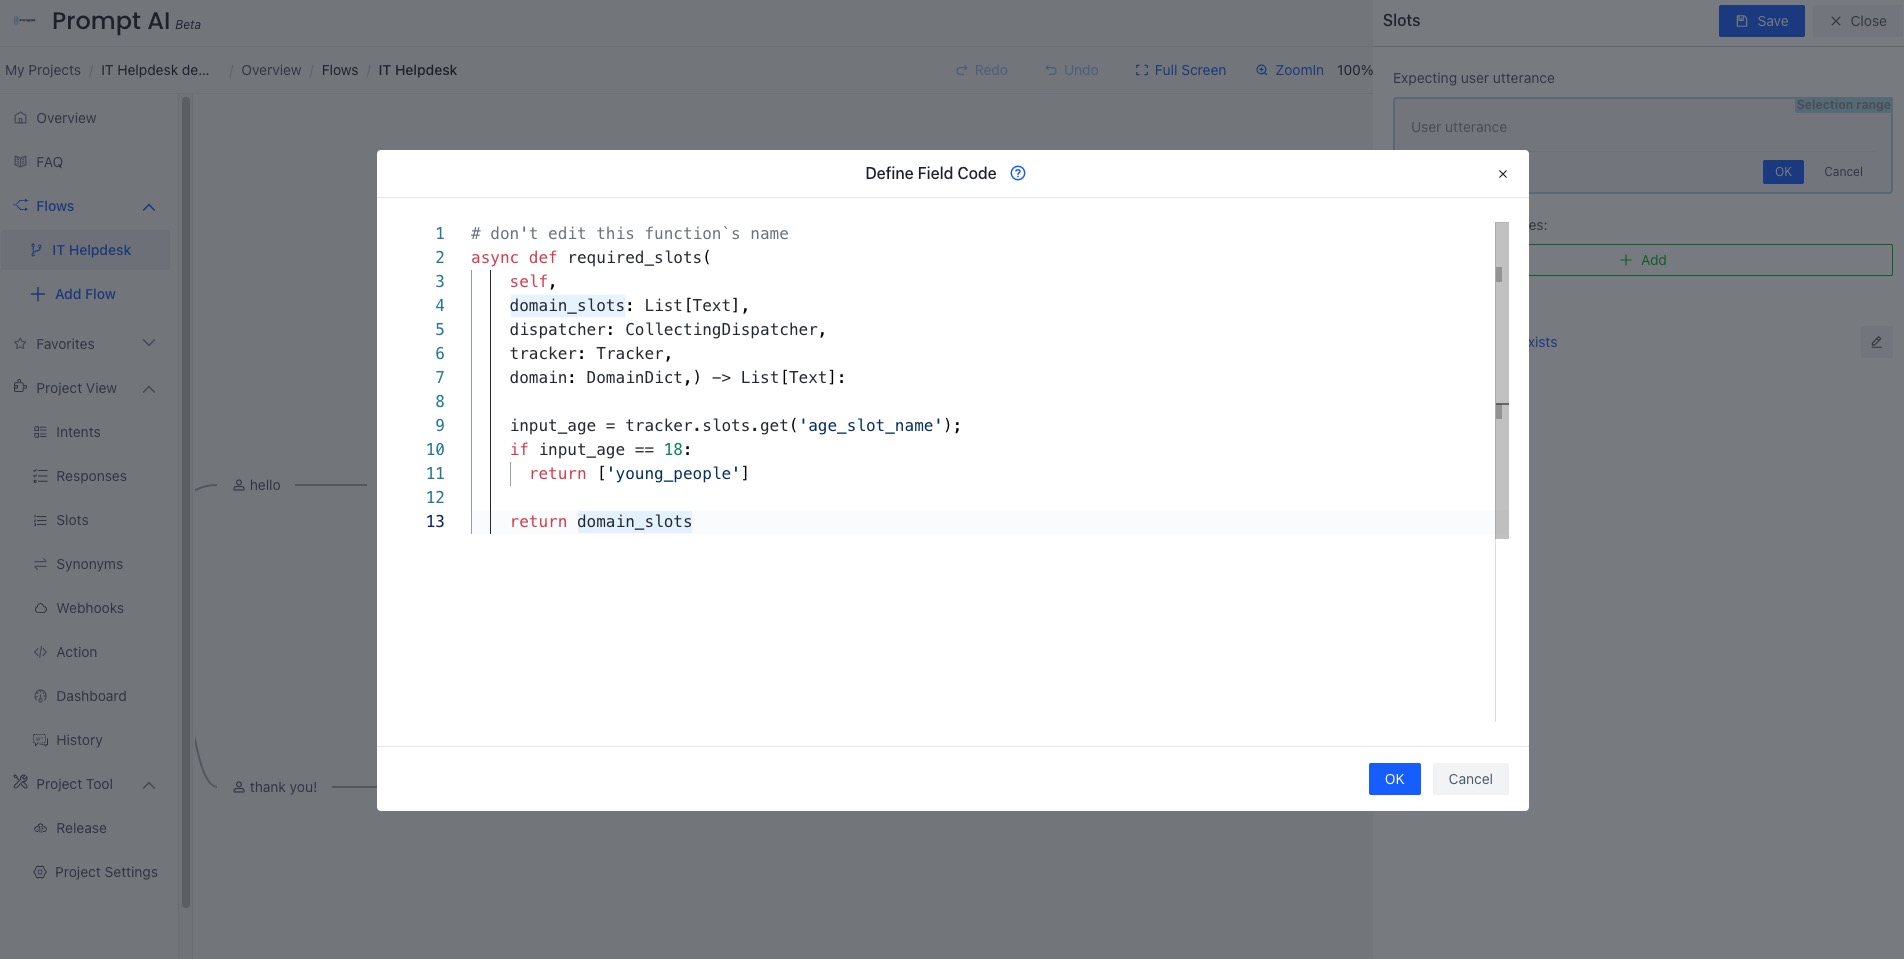 Prompt AI Beta
Slots
Save
Close
My Projects / IT Helpdesk de... / Overview / Flows / IT Helpdesk
Redo
Undo
Full Screen
ZoomIn
100%
Expecting user utterance
Selection range
User utterance
OK
Cancel
es:
Add
xists
Overview
FAQ
Flows
IT Helpdesk
Add Flow
Favorites
Project View
Intents
Responses
Slots
Synonyms
Webhooks
Action
Dashboard
History
Project Tool
Release
Project Settings
hello
thank you!
Define Field Code
1 # don't edit this function`s name
2 async def required_slots(
3 self,
4 domain_slots: List[Text],
5 dispatcher: CollectingDispatcher,
6 tracker: Tracker,
7 domain: DomainDict,) -> List[Text]:
8
9 input_age = tracker.slots.get('age_slot_name');
10 if input_age == 18:
11 return ['young_people']
12
13 return domain_slots
OK
Cancel